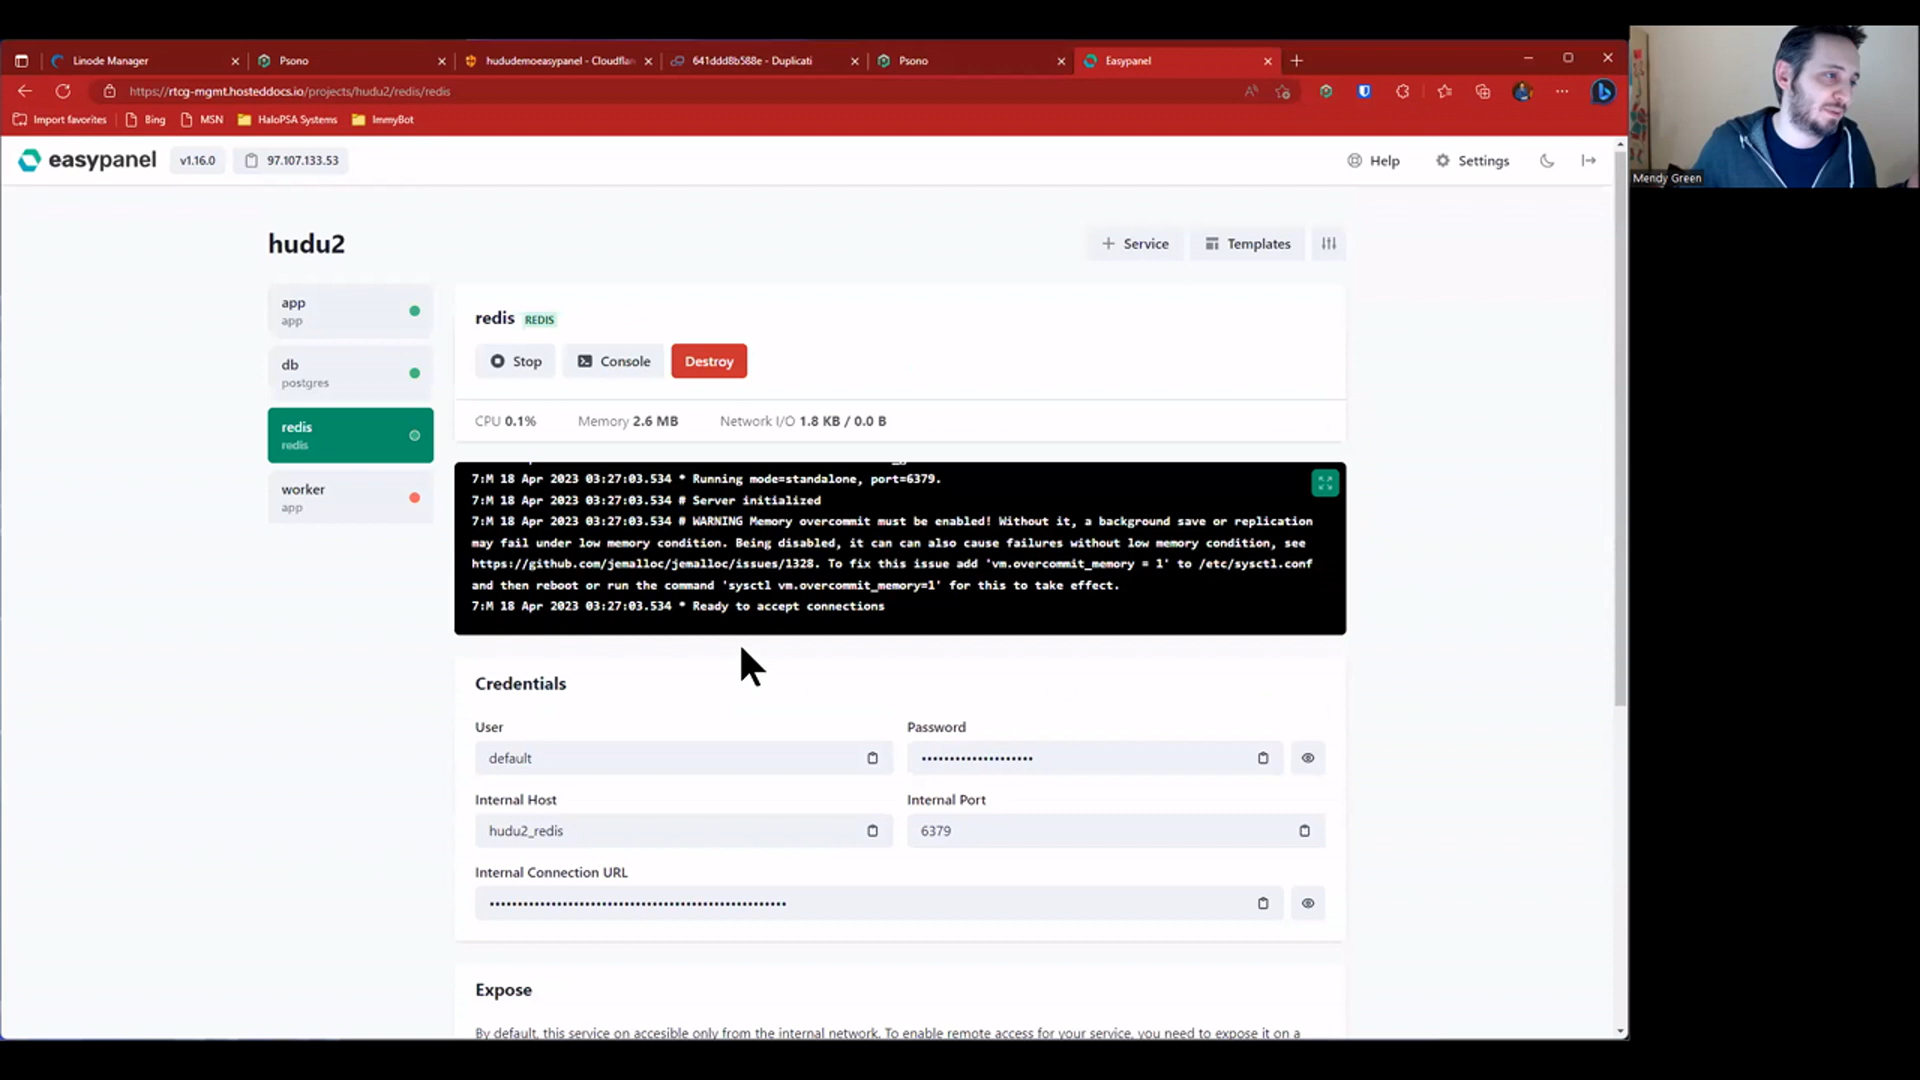 Linode Manager
Psono
hududemoeasypanel - Cloudflar
641ddd8b588e - Duplicati
Psono
Easypanel
https://rtcg-mgmt.hosteddocs.io/projects/hudu2/redis/redis
Import favorites
Bing
MSN
HaloPSA Systems
ImmyBot
Mendy Green
easypanel
v1.16.0
97.107.133.53
Help
Settings
hudu2
Service
Templates
app
app
db
postgres
redis
redis
worker
app
redis REDIS
Stop
Console
Destroy
CPU 0.1%
Memory 2.6 MB
Network I/O 1.8 KB / 0.0 B
7:M 18 Apr 2023 03:27:03.534 * Running mode=standalone, port=6379.
7:M 18 Apr 2023 03:27:03.534 # Server initialized
7:M 18 Apr 2023 03:27:03.534 # WARNING Memory overcommit must be enabled! Without it, a background save or replication
may fail under low memory condition. Being disabled, it can can also cause failures without low memory condition, see
https://github.com/jemalloc/jemalloc/issues/1328. To fix this issue add 'vm.overcommit_memory = 1' to /etc/sysctl.conf
and then reboot or run the command 'sysctl vm.overcommit_memory=1' for this to take effect.
7:M 18 Apr 2023 03:27:03.534 * Ready to accept connections
Credentials
User
Password
default
••••••••••••••••••••
Internal Host
Internal Port
hudu2_redis
6379
Internal Connection URL
•••••••••••••••••••••••••••••••••••••••••••••••••••••
Expose
By default, this service on accesible only from the internal network. To enable remote access for your service, you need to expose it on a